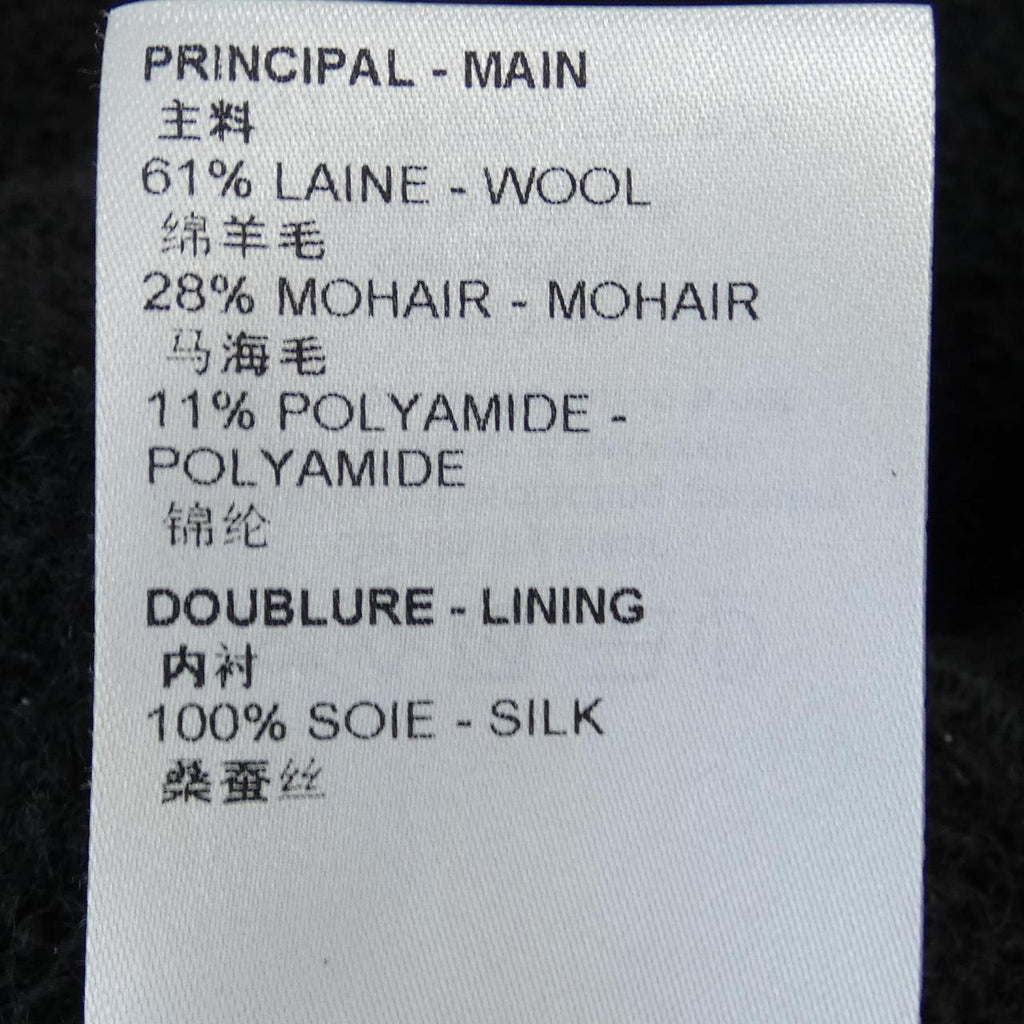 PRINCIPAL - MAIN
主料
61% LAINE - WOOL
绵羊毛
28% MOHAIR - MOHAIR
马海毛
11% POLYAMIDE -
POLYAMIDE
锦纶
DOUBLURE - LINING
内衬
100% SOIE - SILK
桑蚕丝